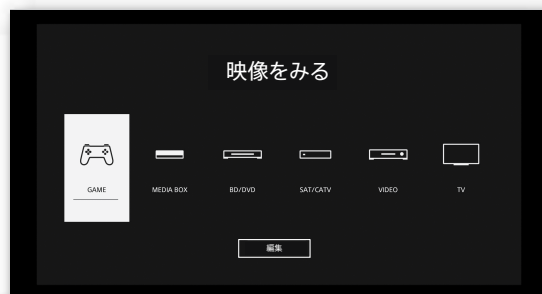 映像をみる
GAME
MEDIA BOX
BD/DVD
SAT/CATV
VIDEO
TV
編集